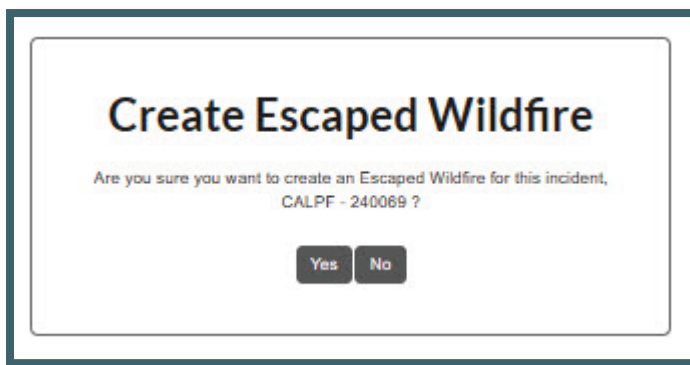 Create Escaped Wildfire
Are you sure you want to create an Escaped Wildfire for this incident,
CALPF - 240069 ?
Yes No